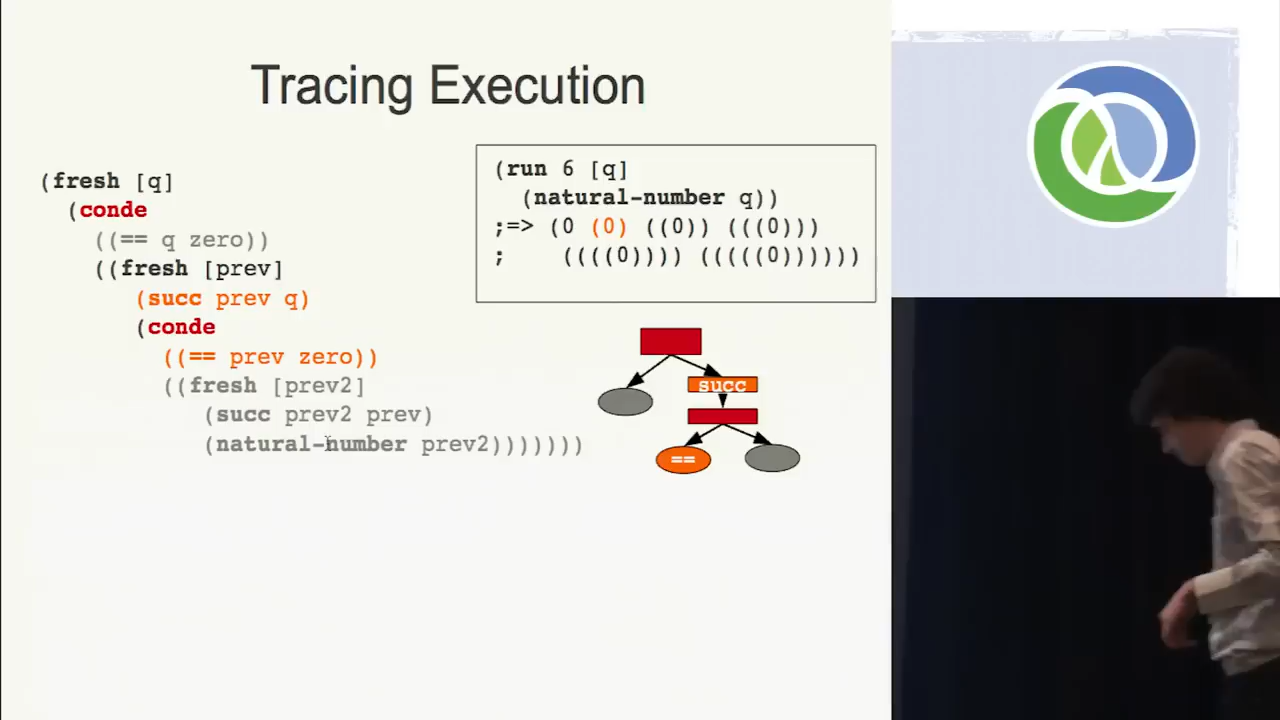 Tracing Execution
(fresh [q]
(conde
((== q zero))
((fresh [prev]
(succ prev q)
(conde
((== prev zero))
((fresh [prev2]
(succ prev2 prev)
(natural-number prev2)))))))
(run 6 [q]
(natural-number q))
;=> (0 (0) ((0)) (((0)))
; ((((0)))) (((((0))))))
succ
==